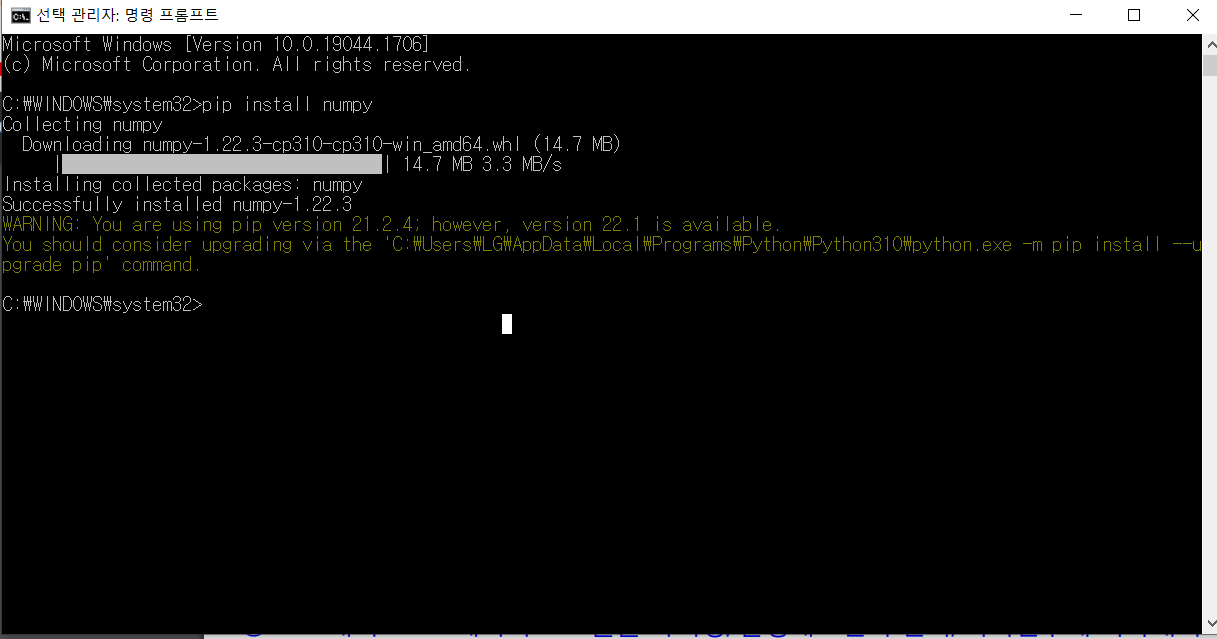 선택 관리자: 명령 프롬프트
Microsoft Windows [Version 10.0.19044.1706]
(c) Microsoft Corporation. All rights reserved.
C:₩WINDOWS₩system32>pip install numpy
Collecting numpy
Downloading numpy-1.22.3-cp310-cp310-win_amd64.whl (14.7 MB)
| | 14.7 MB 3.3 MB/s
Installing collected packages: numpy
Successfully installed numpy-1.22.3
WARNING: You are using pip version 21.2.4; however, version 22.1 is available.
You should consider upgrading via the 'C:₩Users₩LG₩AppData₩Local₩Programs₩Python₩Python310₩python.exe -m pip install --u
pgrade pip' command.
C:₩WINDOWS₩system32>